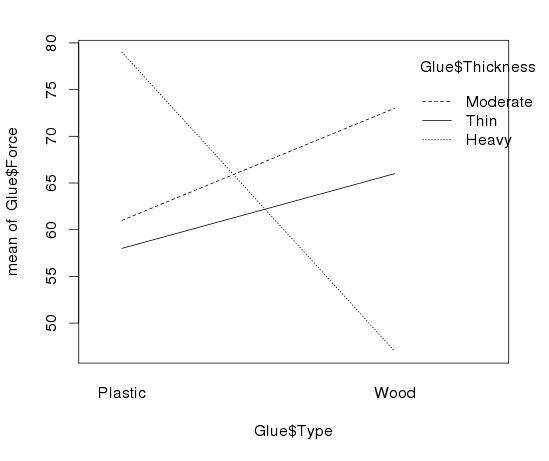 Glue$Thickness
Moderate
Thin
Heavy
mean of Glue$Force
80
75
70
65
60
55
50
Plastic Wood
Glue$Type